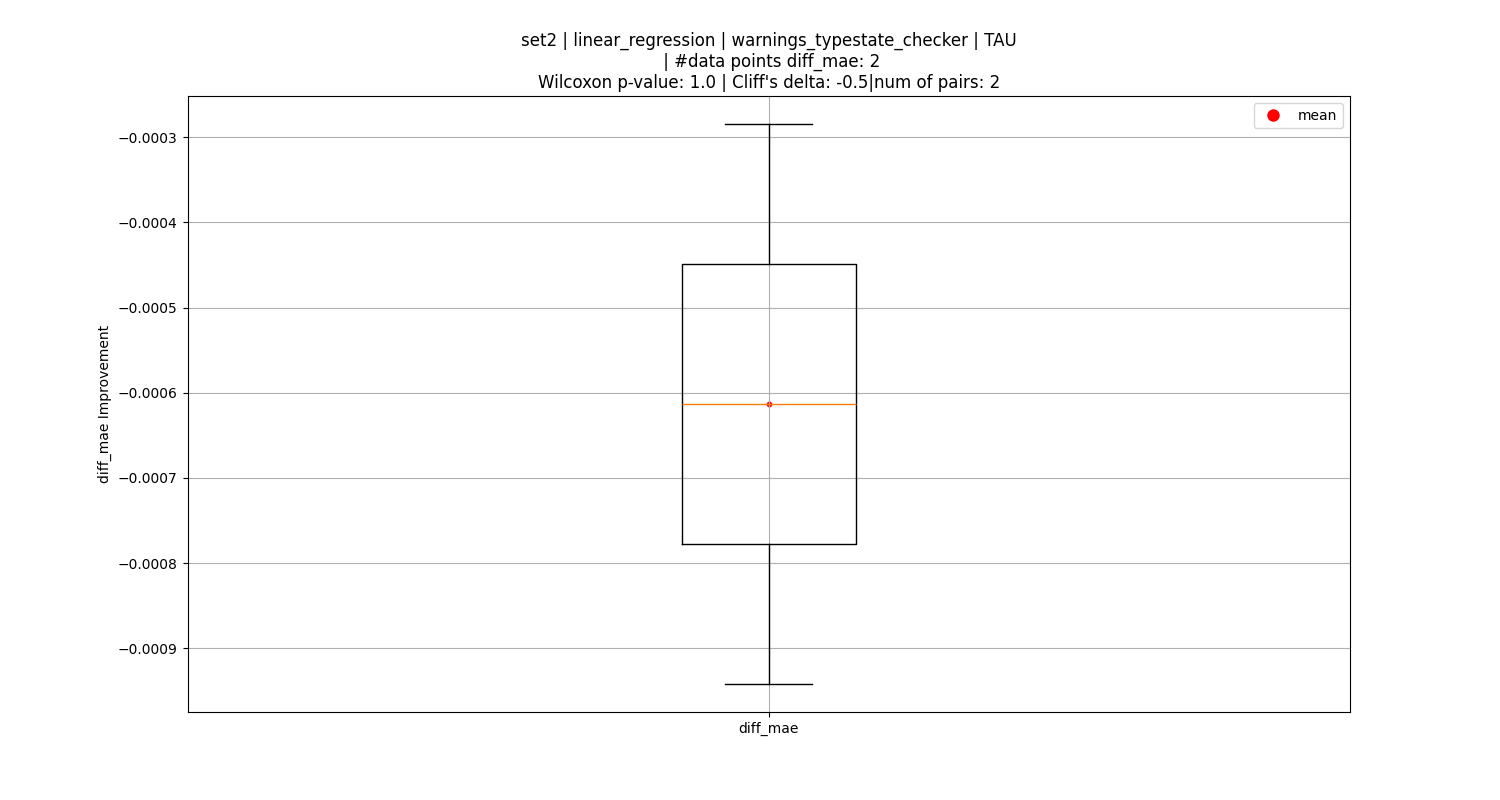 set2 | linear_regression | warnings_typestate_checker | TAU
| #data points diff_mae: 2
Wilcoxon p-value: 1.0 | Cliff's delta: -0.5|num of pairs: 2
mean
−0.0003
−0.0004
−0.0005
−0.0006
−0.0007
−0.0008
−0.0009
diff_mae Improvement
diff_mae